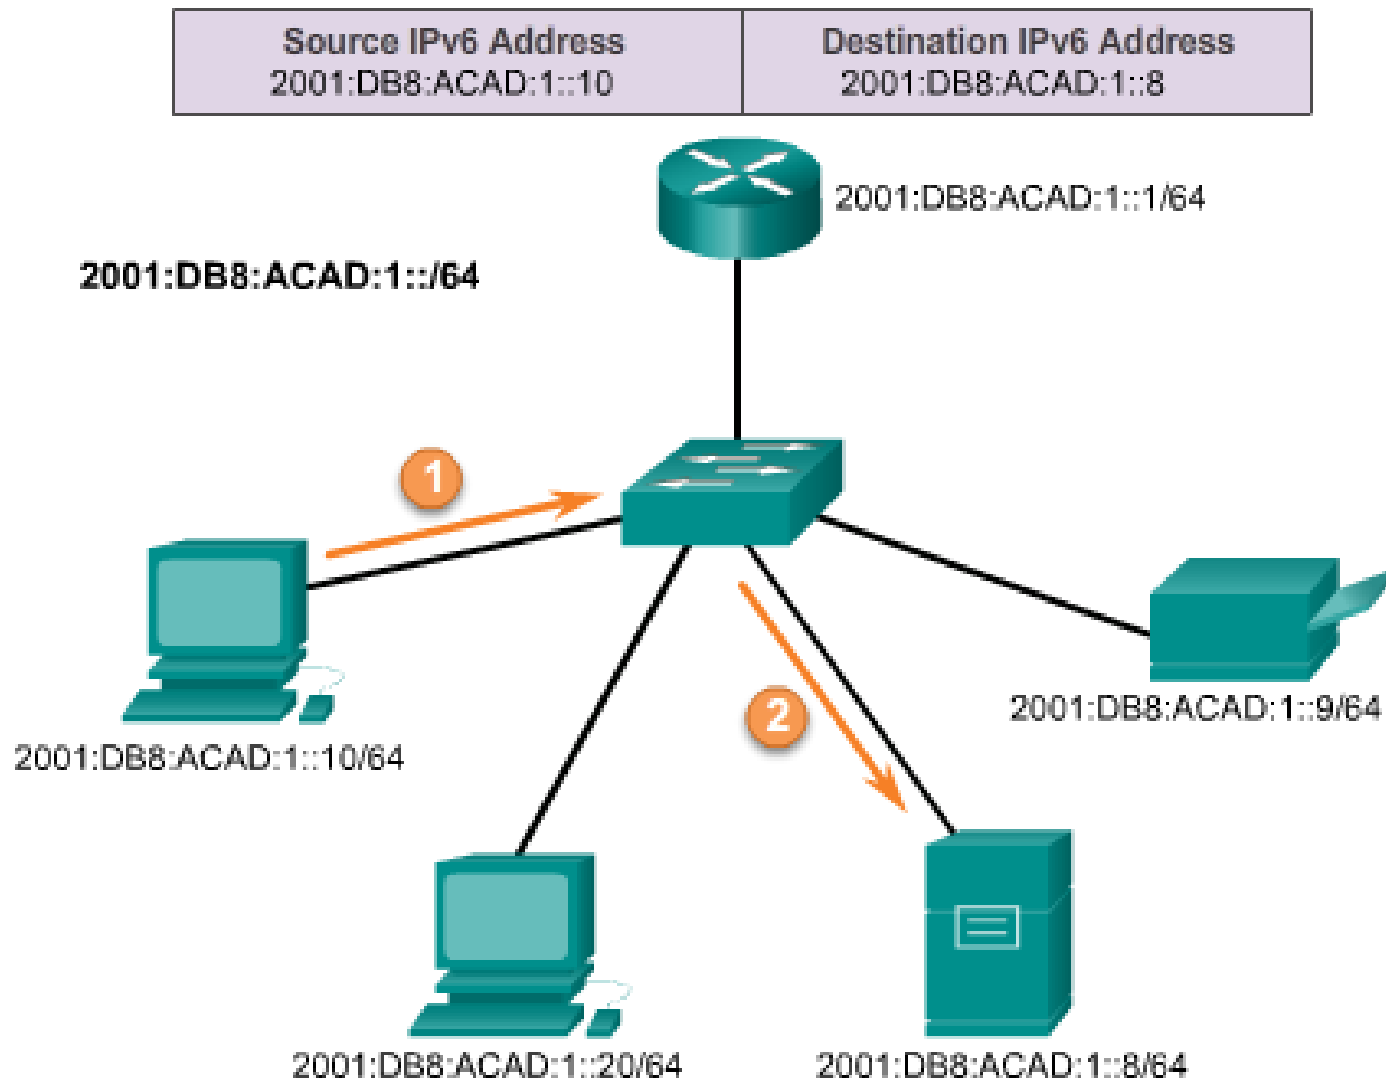 Source IPv6 Address
2001:DB8:ACAD:1::10
Destination IPv6 Address
2001:DB8:ACAD:1::8
2001:DB8:ACAD:1::1/64
2001:DB8:ACAD:1::/64
1
2001:DB8:ACAD:1::10/64
2
2001:DB8:ACAD:1::9/64
2001:DB8:ACAD:1::20/64
2001:DB8:ACAD:1::8/64